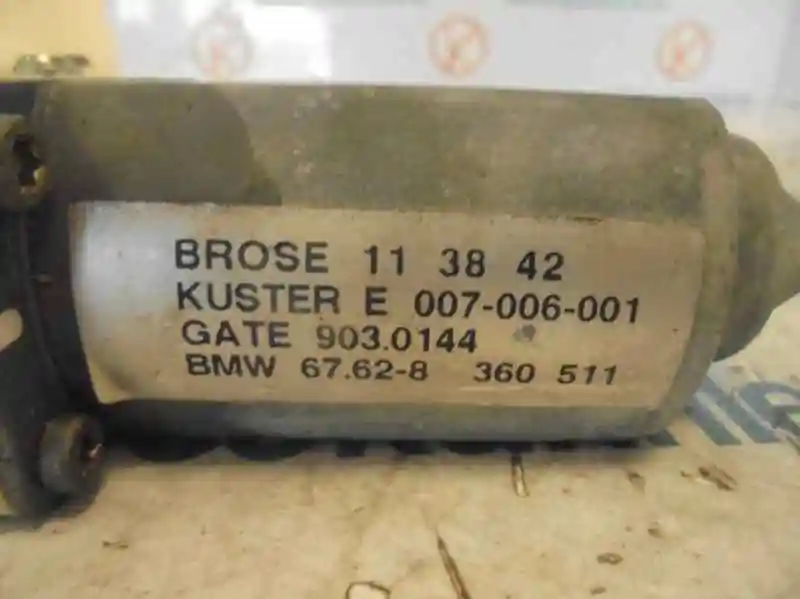 BROSE 11 38 42
KUSTER E 007-006-001
GATE 903.0144
BMW 67.62-8 360 511